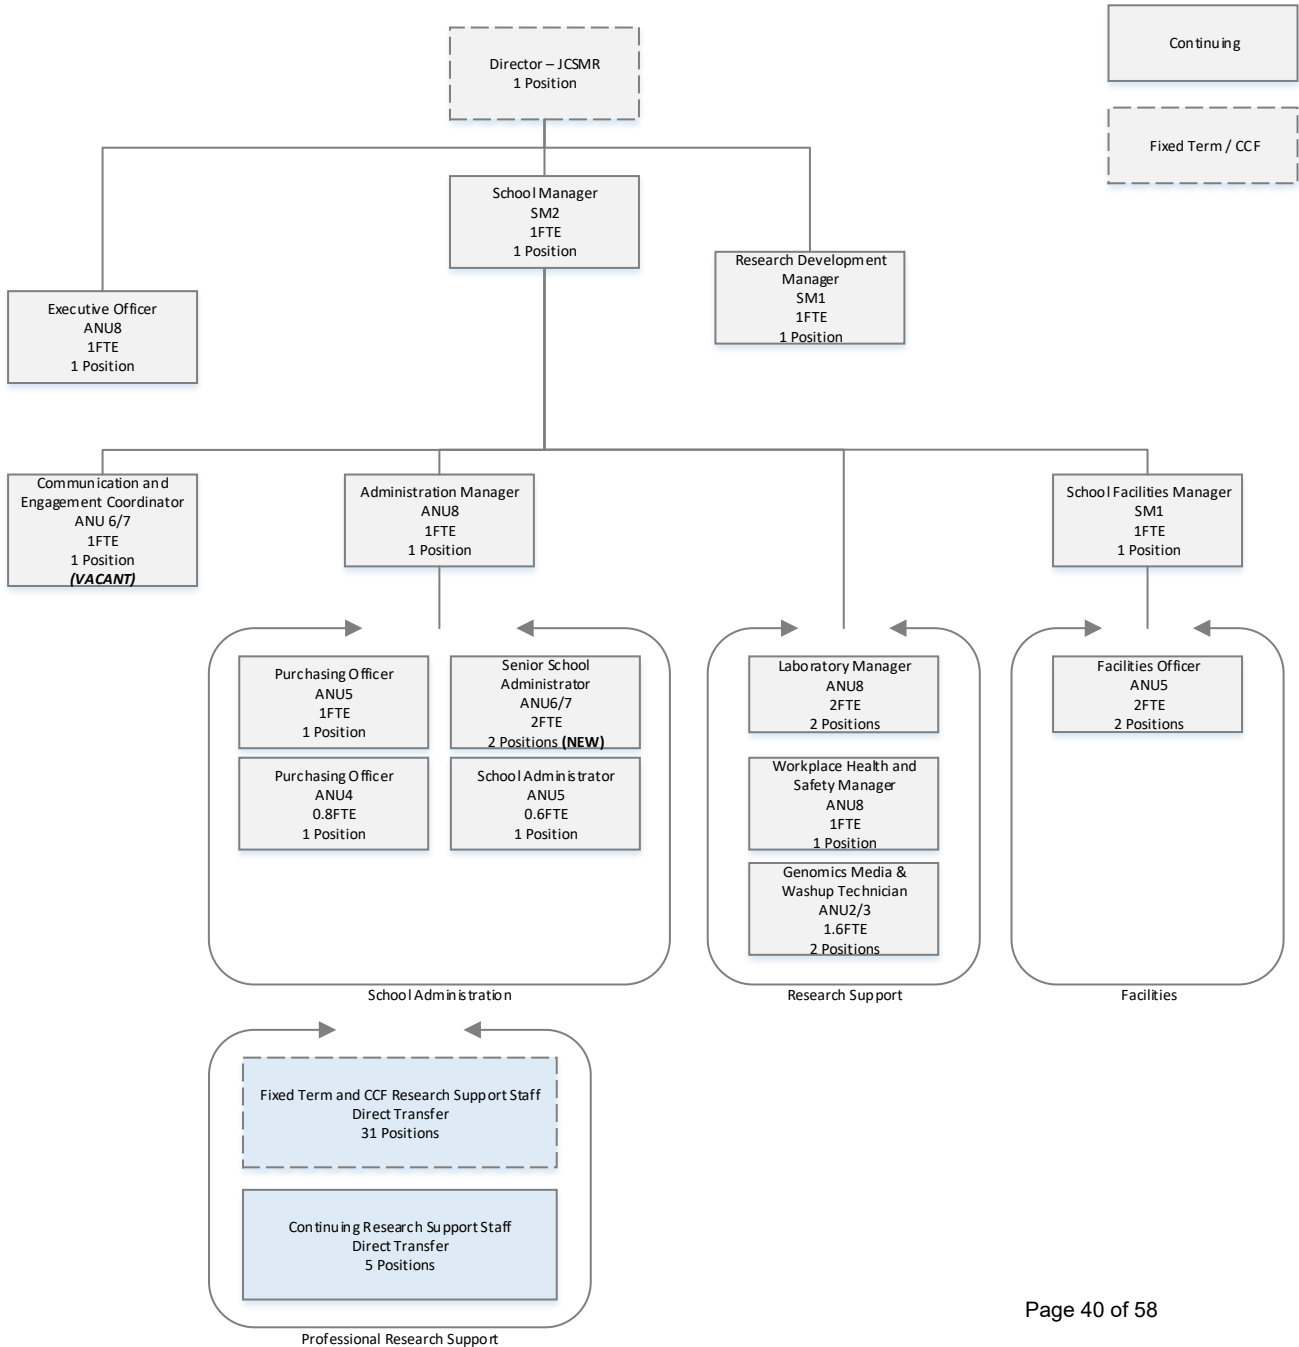 Director – JCSMR
1 Position
Continuing
Fixed Term / CCF
School Manager
SM2
1FTE
1 Position
Research Development
Manager
SM1
1FTE
1 Position
Executive Officer
ANU8
1FTE
1 Position
Communication and
Engagement Coordinator
ANU 6/7
1FTE
1 Position
(VACANT)
Administration Manager
ANU8
1FTE
1 Position
School Facilities Manager
SM1
1FTE
1 Position
Purchasing Officer
ANU5
1FTE
1 Position
Senior School
Administrator
ANU6/7
2FTE
2 Positions (NEW)
Purchasing Officer
ANU4
0.8FTE
1 Position
School Administrator
ANU5
0.6FTE
1 Position
School Administration
Laboratory Manager
ANU8
2FTE
2 Positions
Workplace Health and
Safety Manager
ANU8
1FTE
1 Position
Genomics Media &
Washup Technician
ANU2/3
1.6FTE
2 Positions
Research Support
Facilities Officer
ANU5
2FTE
2 Positions
Facilities
Fixed Term and CCF Research Support Staff
Direct Transfer
31 Positions
Continuing Research Support Staff
Direct Transfer
5 Positions
Professional Research Support
Page 40 of 58